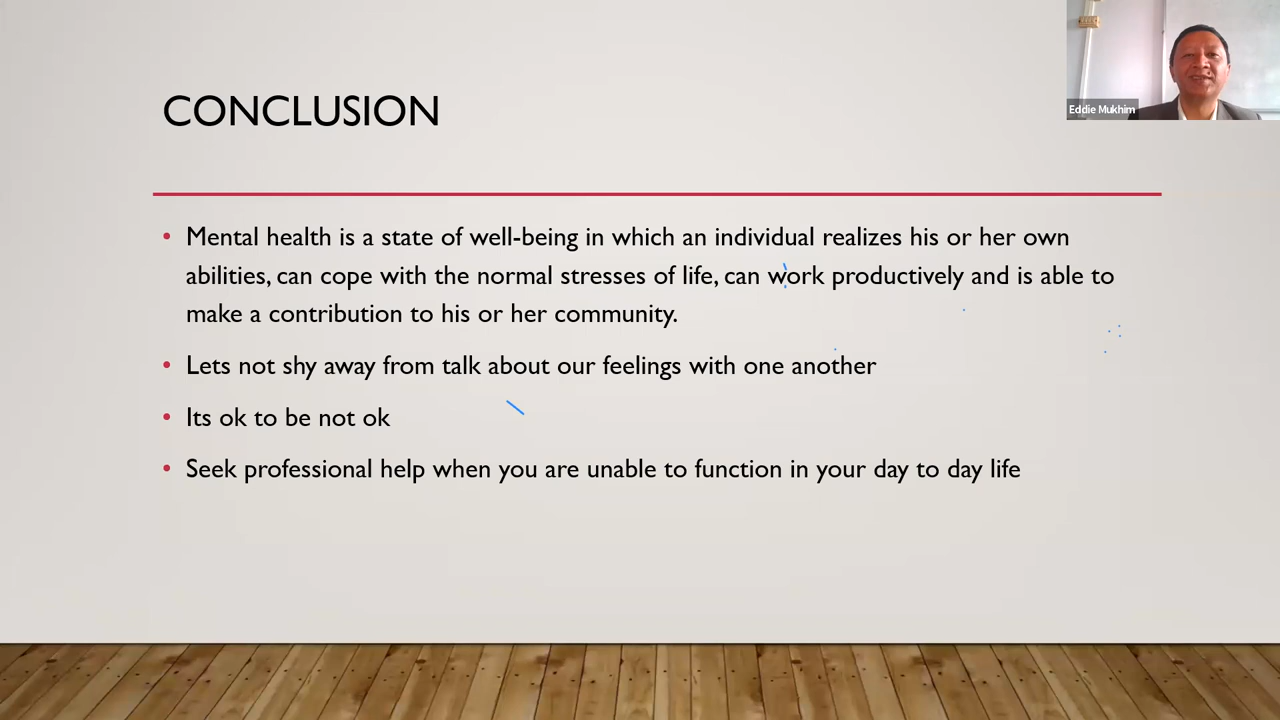 Eddie Mukhim
CONCLUSION
• Mental health is a state of well-being in which an individual realizes his or her own
abilities, can cope with the normal stresses of life, can work productively and is able to
make a contribution to his or her community.
• Lets not shy away from talk about our feelings with one another
• Its ok to be not ok
• Seek professional help when you are unable to function in your day to day life